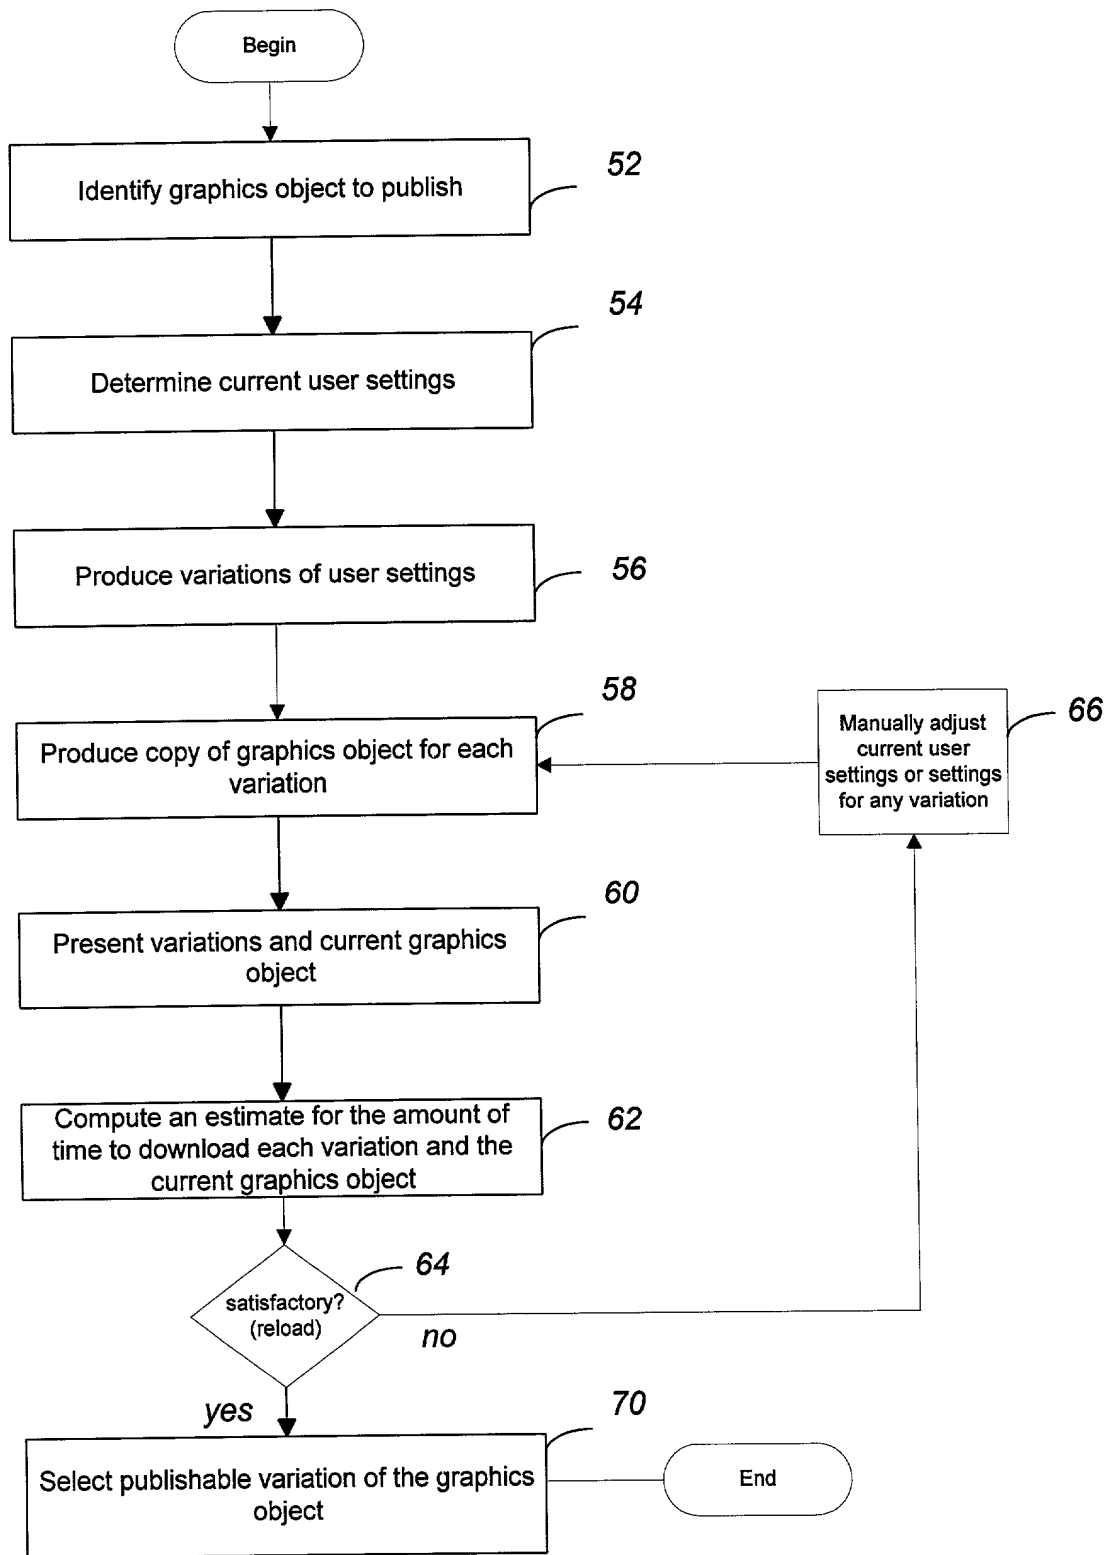 Begin
52
Identify graphics object to publish
54
Determine current user settings
56
Produce variations of user settings
58
Produce copy of graphics object for each
variation
66
Manually adjust
current user
settings or settings
for any variation
60
Present variations and current graphics
object
62
Compute an estimate for the amount of
time to download each variation and the
current graphics object
64
satisfactory?
(reload)
no
yes
70
Select publishable variation of the graphics
object
End